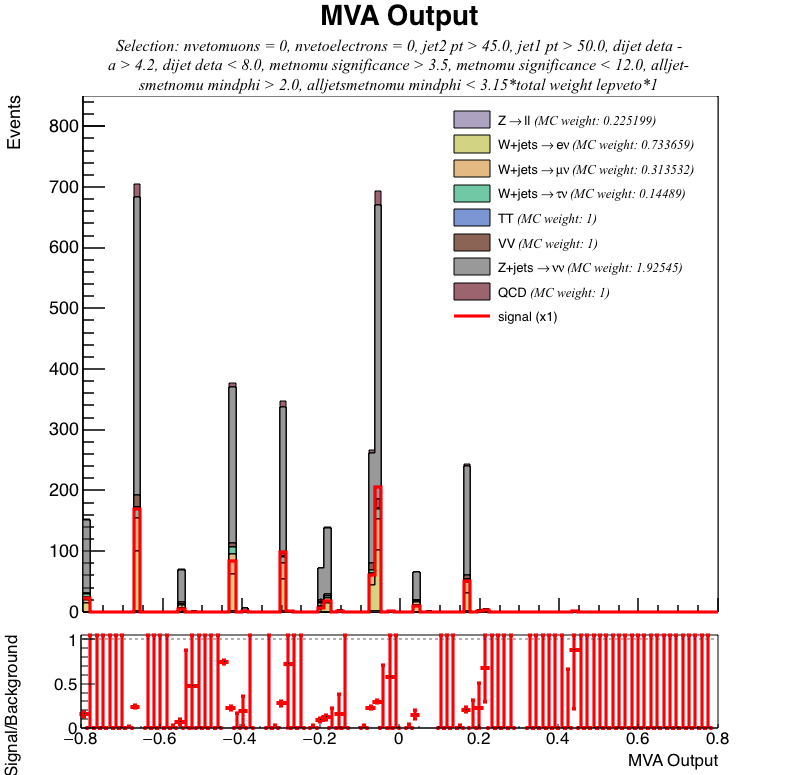 MVA Output
Selection: nvetomuons = 0, nvetoelectrons = 0, jet2 pt > 45.0, jet1 pt > 50.0, dijet deta -
a > 4.2, dijet deta < 8.0, metnomu significance > 3.5, metnomu significance < 12.0, alljet-
smetnomu mindphi > 2.0, alljetsmetnomu mindphi < 3.15*total weight lepveto*1
Events
800
700
600
500
400
300
200
100
0
Z→ll (MC weight: 0.225199)
W+jets→eν (MC weight: 0.733659)
W+jets→μν (MC weight: 0.313532)
W+jets→τν (MC weight: 0.14489)
TT (MC weight: 1)
VV (MC weight: 1)
Z+jets→νν (MC weight: 1.92545)
QCD (MC weight: 1)
signal (x1)
Signal/Background
1
0.5
0
−0.8 −0.6 −0.4 −0.2 0 0.2 0.4 0.6 0.8
MVA Output